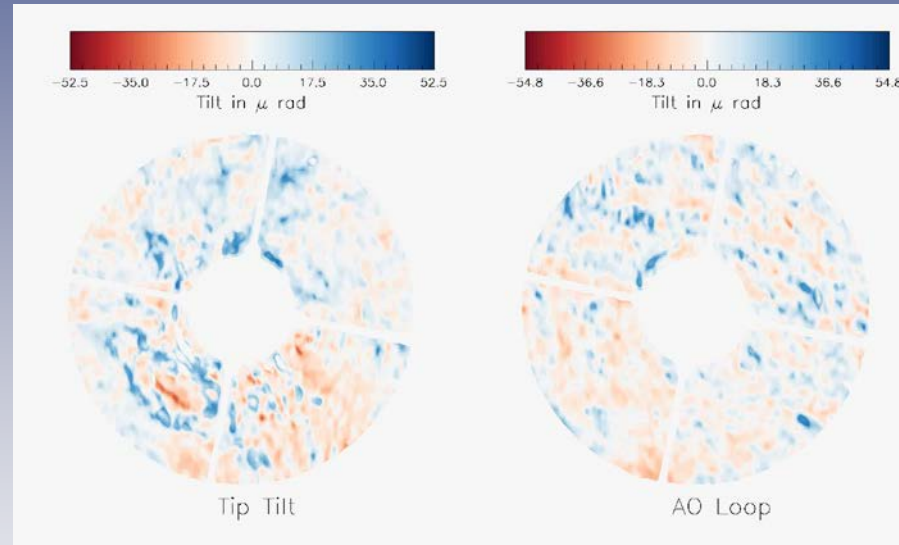 -52.5 -35.0 -17.5 0.0 17.5 35.0 52.5
Tilt in μ rad
-54.8 -36.6 -18.3 0.0 18.3 36.6 54.8
Tilt in μ rad
Tip Tilt
AO Loop